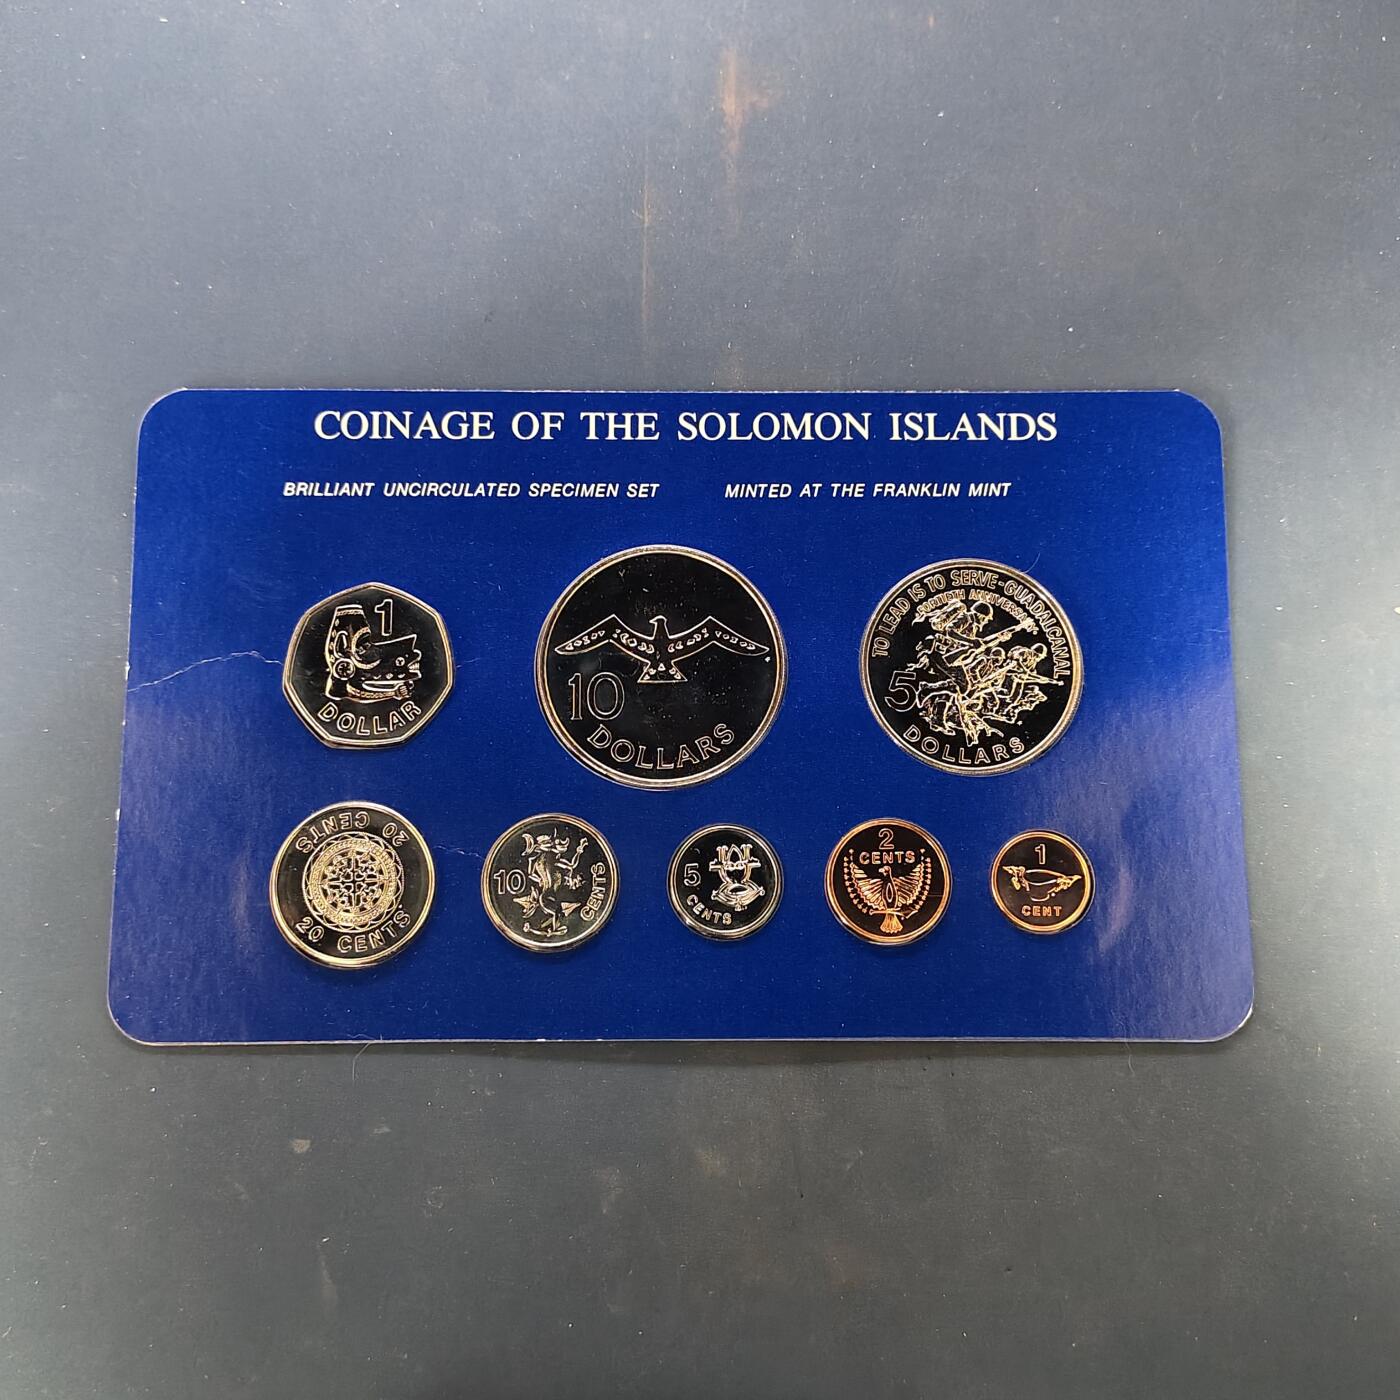 COINAGE OF THE SOLOMON ISLANDS
BRILLIANT UNCIRCULATED SPECIMEN SET
MINTED AT THE FRANKLIN MINT
1
DOLLAR
10
DOLLARS
TO LEAD IS TO SERVE-GUADALCANAL
FORTIETH ANNIVERSARY
5
DOLLARS
20 CENTS
20 CENTS
10
CENTS
5
CENTS
2
CENTS
1
CENT